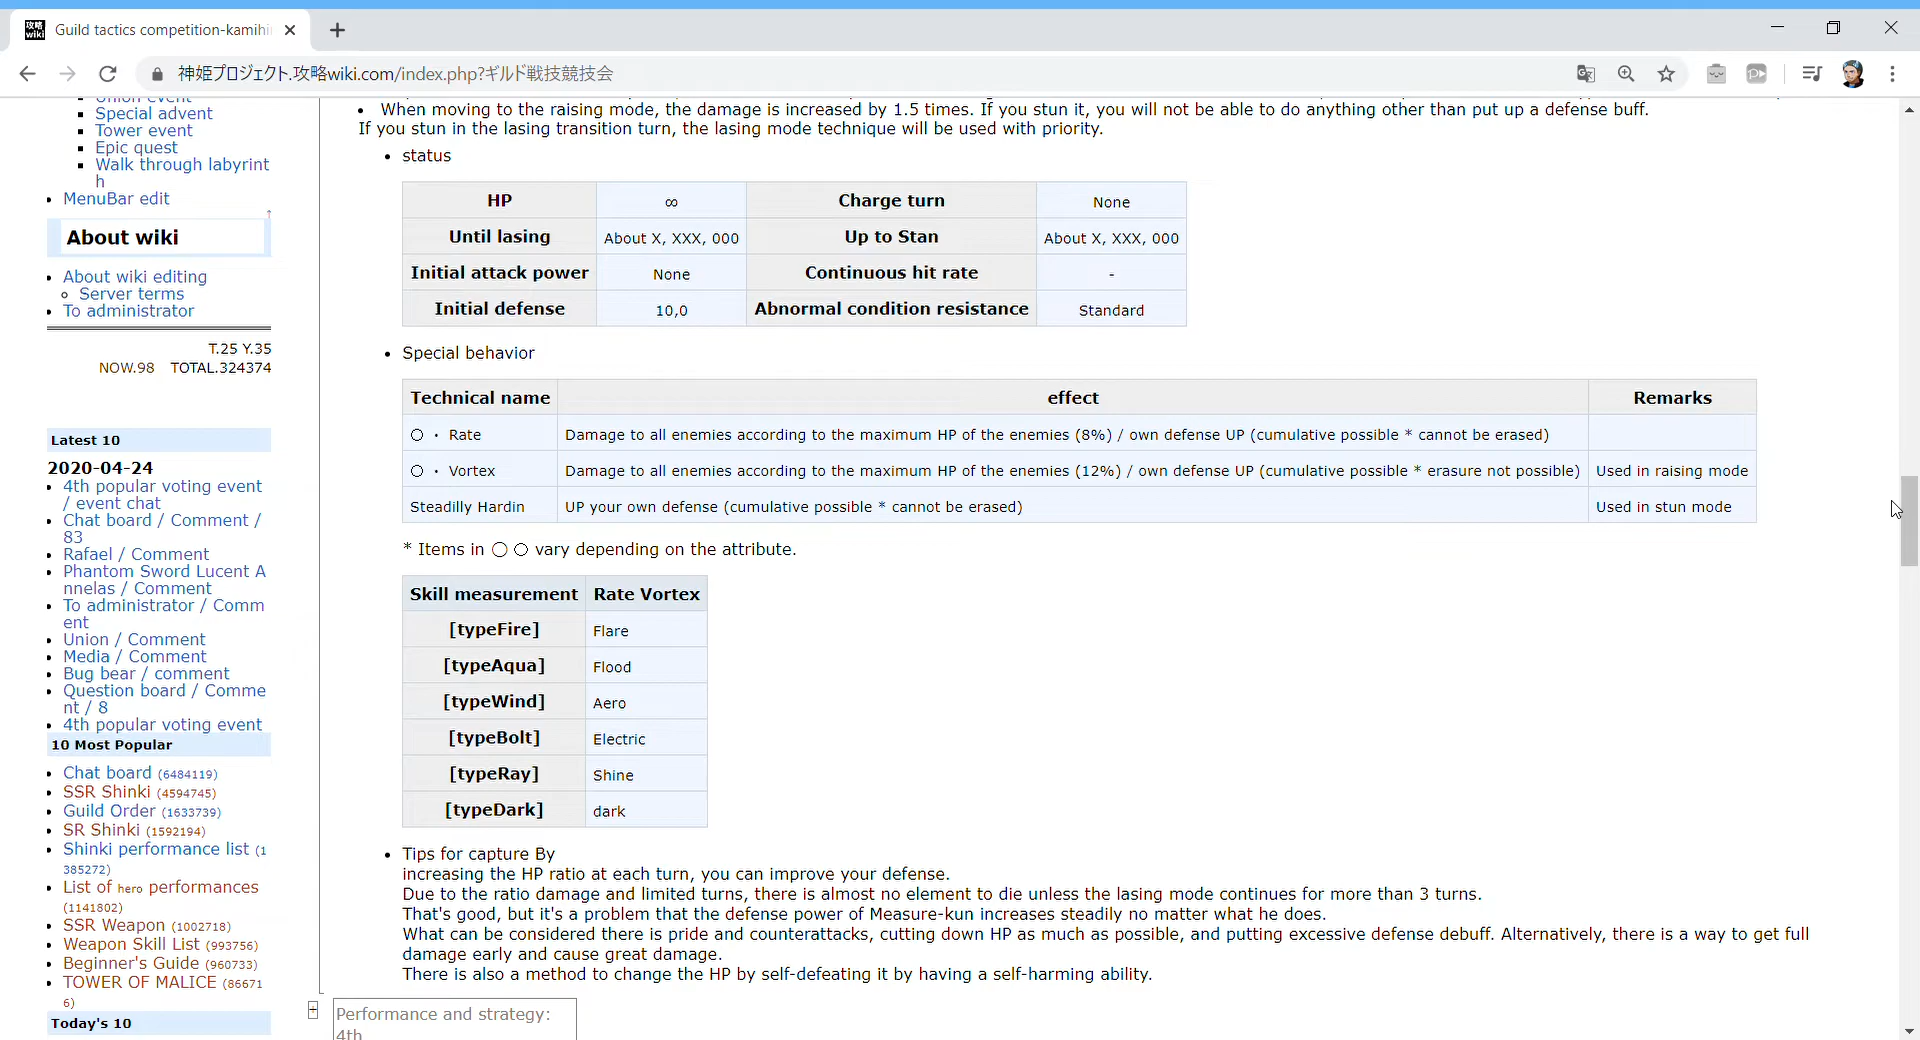 攻略
wiki
Guild tactics competition-kamihi
神姫プロジェクト.攻略wiki.com/index.php?ギルド戦技競技会
Union event
Special advent
Tower event
Epic quest
Walk through labyrint
h
MenuBar edit
↑
About wiki
About wiki editing
Server terms
To administrator
T.25 Y.35
NOW.98 TOTAL.324374
Latest 10
2020-04-24
4th popular voting event
/ event chat
Chat board / Comment /
83
Rafael / Comment
Phantom Sword Lucent A
nnelas / Comment
To administrator / Comm
ent
Union / Comment
Media / Comment
Bug bear / comment
Question board / Comme
nt / 8
4th popular voting event
10 Most Popular
Chat board (6484119)
SSR Shinki (4594745)
Guild Order (1633739)
SR Shinki (1592194)
Shinki performance list (1
385272)
List of hero performances
(1141802)
SSR Weapon (1002718)
Weapon Skill List (993756)
Beginner's Guide (960733)
TOWER OF MALICE (86671
6)
Today's 10
When moving to the raising mode, the damage is increased by 1.5 times. If you stun it, you will not be able to do anything other than put up a defense buff.
If you stun in the lasing transition turn, the lasing mode technique will be used with priority.
status
HP ∞ Charge turn None
Until lasing About X, XXX, 000 Up to Stan About X, XXX, 000
Initial attack power None Continuous hit rate -
Initial defense 10,0 Abnormal condition resistance Standard
Special behavior
Technical name effect Remarks
○ ・ Rate Damage to all enemies according to the maximum HP of the enemies (8%) / own defense UP (cumulative possible * cannot be erased)
○ ・ Vortex Damage to all enemies according to the maximum HP of the enemies (12%) / own defense UP (cumulative possible * erasure not possible) Used in raising mode
Steadilly Hardin UP your own defense (cumulative possible * cannot be erased) Used in stun mode
* Items in ○ ○ vary depending on the attribute.
Skill measurement Rate Vortex
[typeFire] Flare
[typeAqua] Flood
[typeWind] Aero
[typeBolt] Electric
[typeRay] Shine
[typeDark] dark
Tips for capture By
increasing the HP ratio at each turn, you can improve your defense.
Due to the ratio damage and limited turns, there is almost no element to die unless the lasing mode continues for more than 3 turns.
That's good, but it's a problem that the defense power of Measure-kun increases steadily no matter what he does.
What can be considered there is pride and counterattacks, cutting down HP as much as possible, and putting excessive defense debuff. Alternatively, there is a way to get full
damage early and cause great damage.
There is also a method to change the HP by self-defeating it by having a self-harming ability.
+
Performance and strategy:
4th